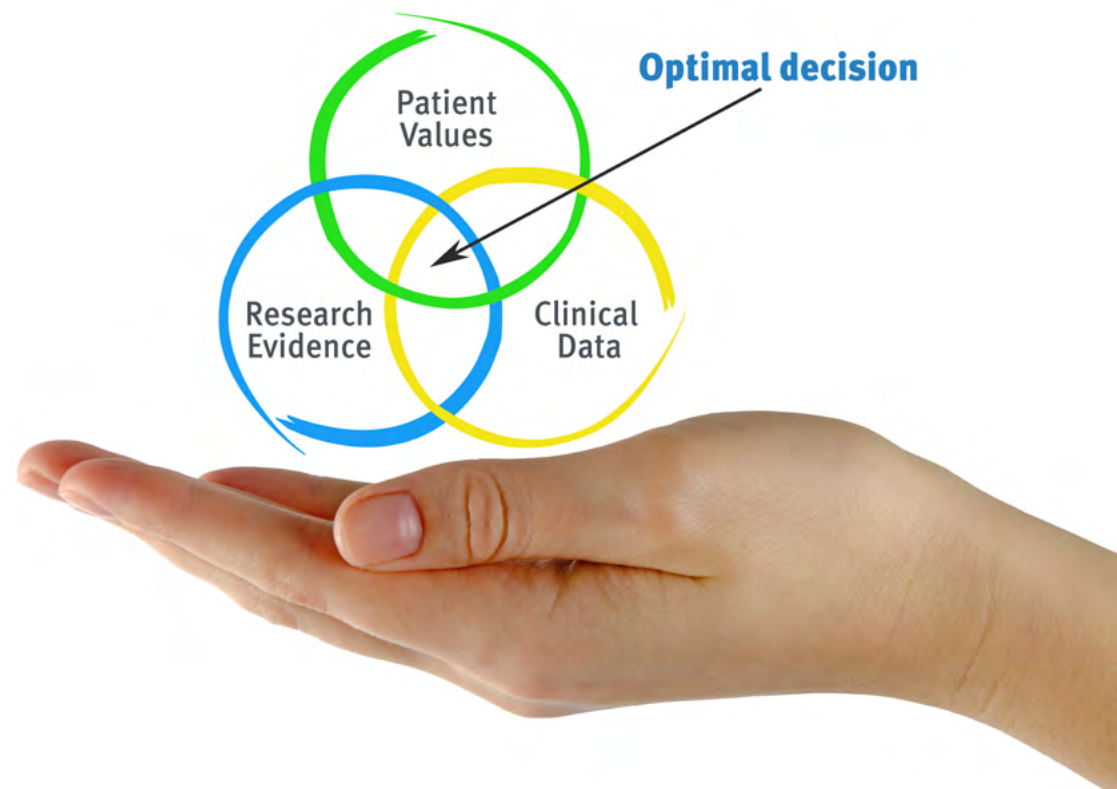 Optimal decision
Patient
Values
Research
Evidence
Clinical
Data